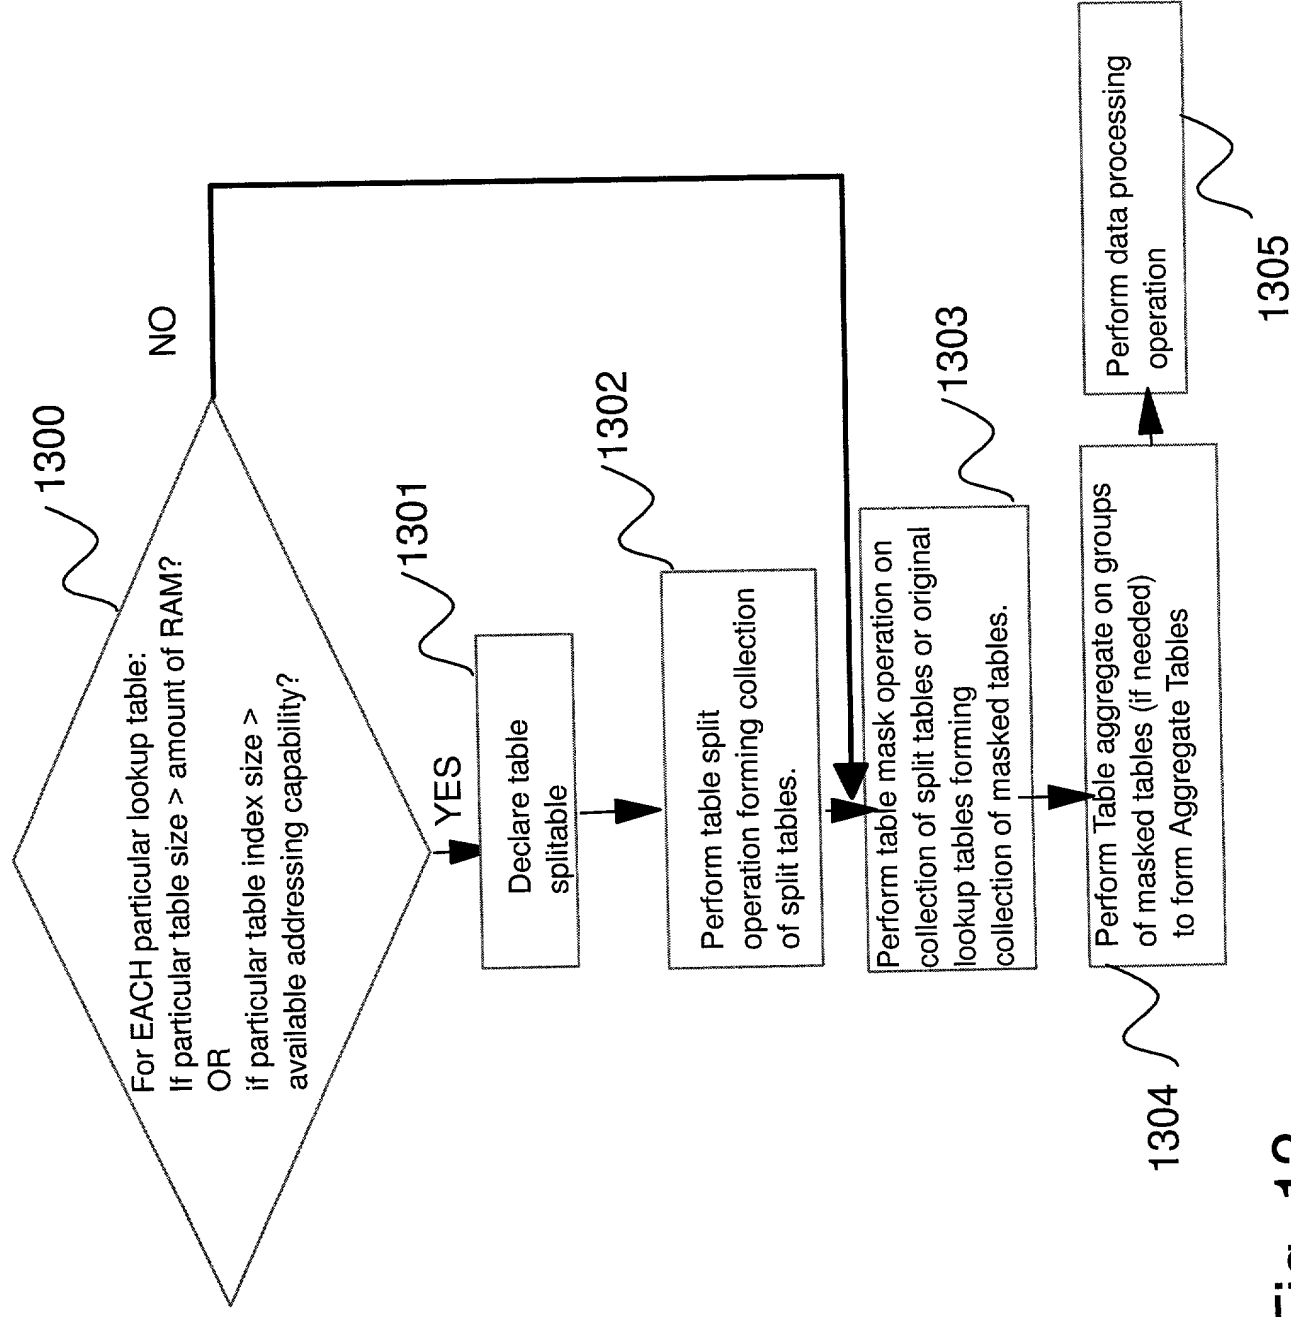 1300
For EACH particular lookup table:
If particular table size > amount of RAM?
OR
if particular table index size >
available addressing capability?
NO
YES
1301
Declare table
splitable
1302
Perform table split
operation forming collection
of split tables.
1303
Perform table mask operation on
collection of split tables or original
lookup tables forming
collection of masked tables.
1304
Perform Table aggregate on groups
of masked tables (if needed)
to form Aggregate Tables
Perform data processing
operation
1305